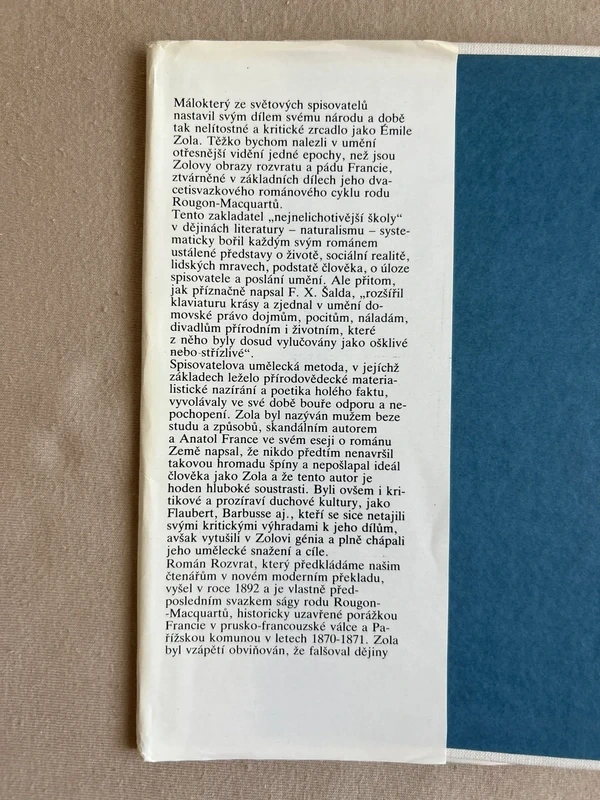 Málokterý ze světových spisovatelů
nastavil svým dílem svému národu a době
tak nelítostné a kritické zrcadlo jako Émile
Zola. Těžko bychom nalezli v umění
otřesnější vidění jedné epochy, než jsou
Zolovy obrazy rozvratu a pádu Francie,
ztvárněné v základních dílech jeho dva-
cetisvazkového románového cyklu rodu
Rougon-Macquartů.
Tento zakladatel „nejnelichotivější školy“
v dějinách literatury – naturalismu – syste-
maticky bořil každým svým románem
ustálené představy o životě, sociální realitě,
lidských mravech, podstatě člověka, o úloze
spisovatele a poslání umění. Ale přitom,
jak příznačně napsal F. X. Šalda, „rozšířil
klaviaturu krásy a zjednal v umění do-
movské právo dojmům, pocitům, náladám,
divadlům přírodním i životním, které
z něho byly dosud vylučovány jako ošklivé
nebo střízlivé“.
Spisovatelova umělecká metoda, v jejíchž
základech leželo přírodovědecké materia-
listické nazírání a poetika holého faktu,
vyvolávaly ve své době bouře odporu a ne-
pochopení. Zola byl nazýván mužem beze
studu a způsobů, skandálním autorem
a Anatol France ve svém eseji o románu
Země napsal, že nikdo předtím nenavršil
takovou hromadu špíny a nepošlapal ideál
člověka jako Zola a že tento autor je
hoden hluboké soustrasti. Byli ovšem i kri-
tikové a prozíraví duchové kultury, jako
Flaubert, Barbusse aj., kteří se sice netajili
svými kritickými výhradami k jeho dílům,
avšak vytušili v Zolovi génia a plně chápali
jeho umělecké snažení a cíle.
Román Rozvrat, který předkládáme našim
čtenářům v novém moderním překladu,
vyšel v roce 1892 a je vlastně před-
posledním svazkem ságy rodu Rougon-
-Macquartů, historicky uzavřené porážkou
Francie v prusko-francouzské válce a Pa-
řížskou komunou v letech 1870-1871. Zola
byl vzápětí obviňován, že falšoval dějiny